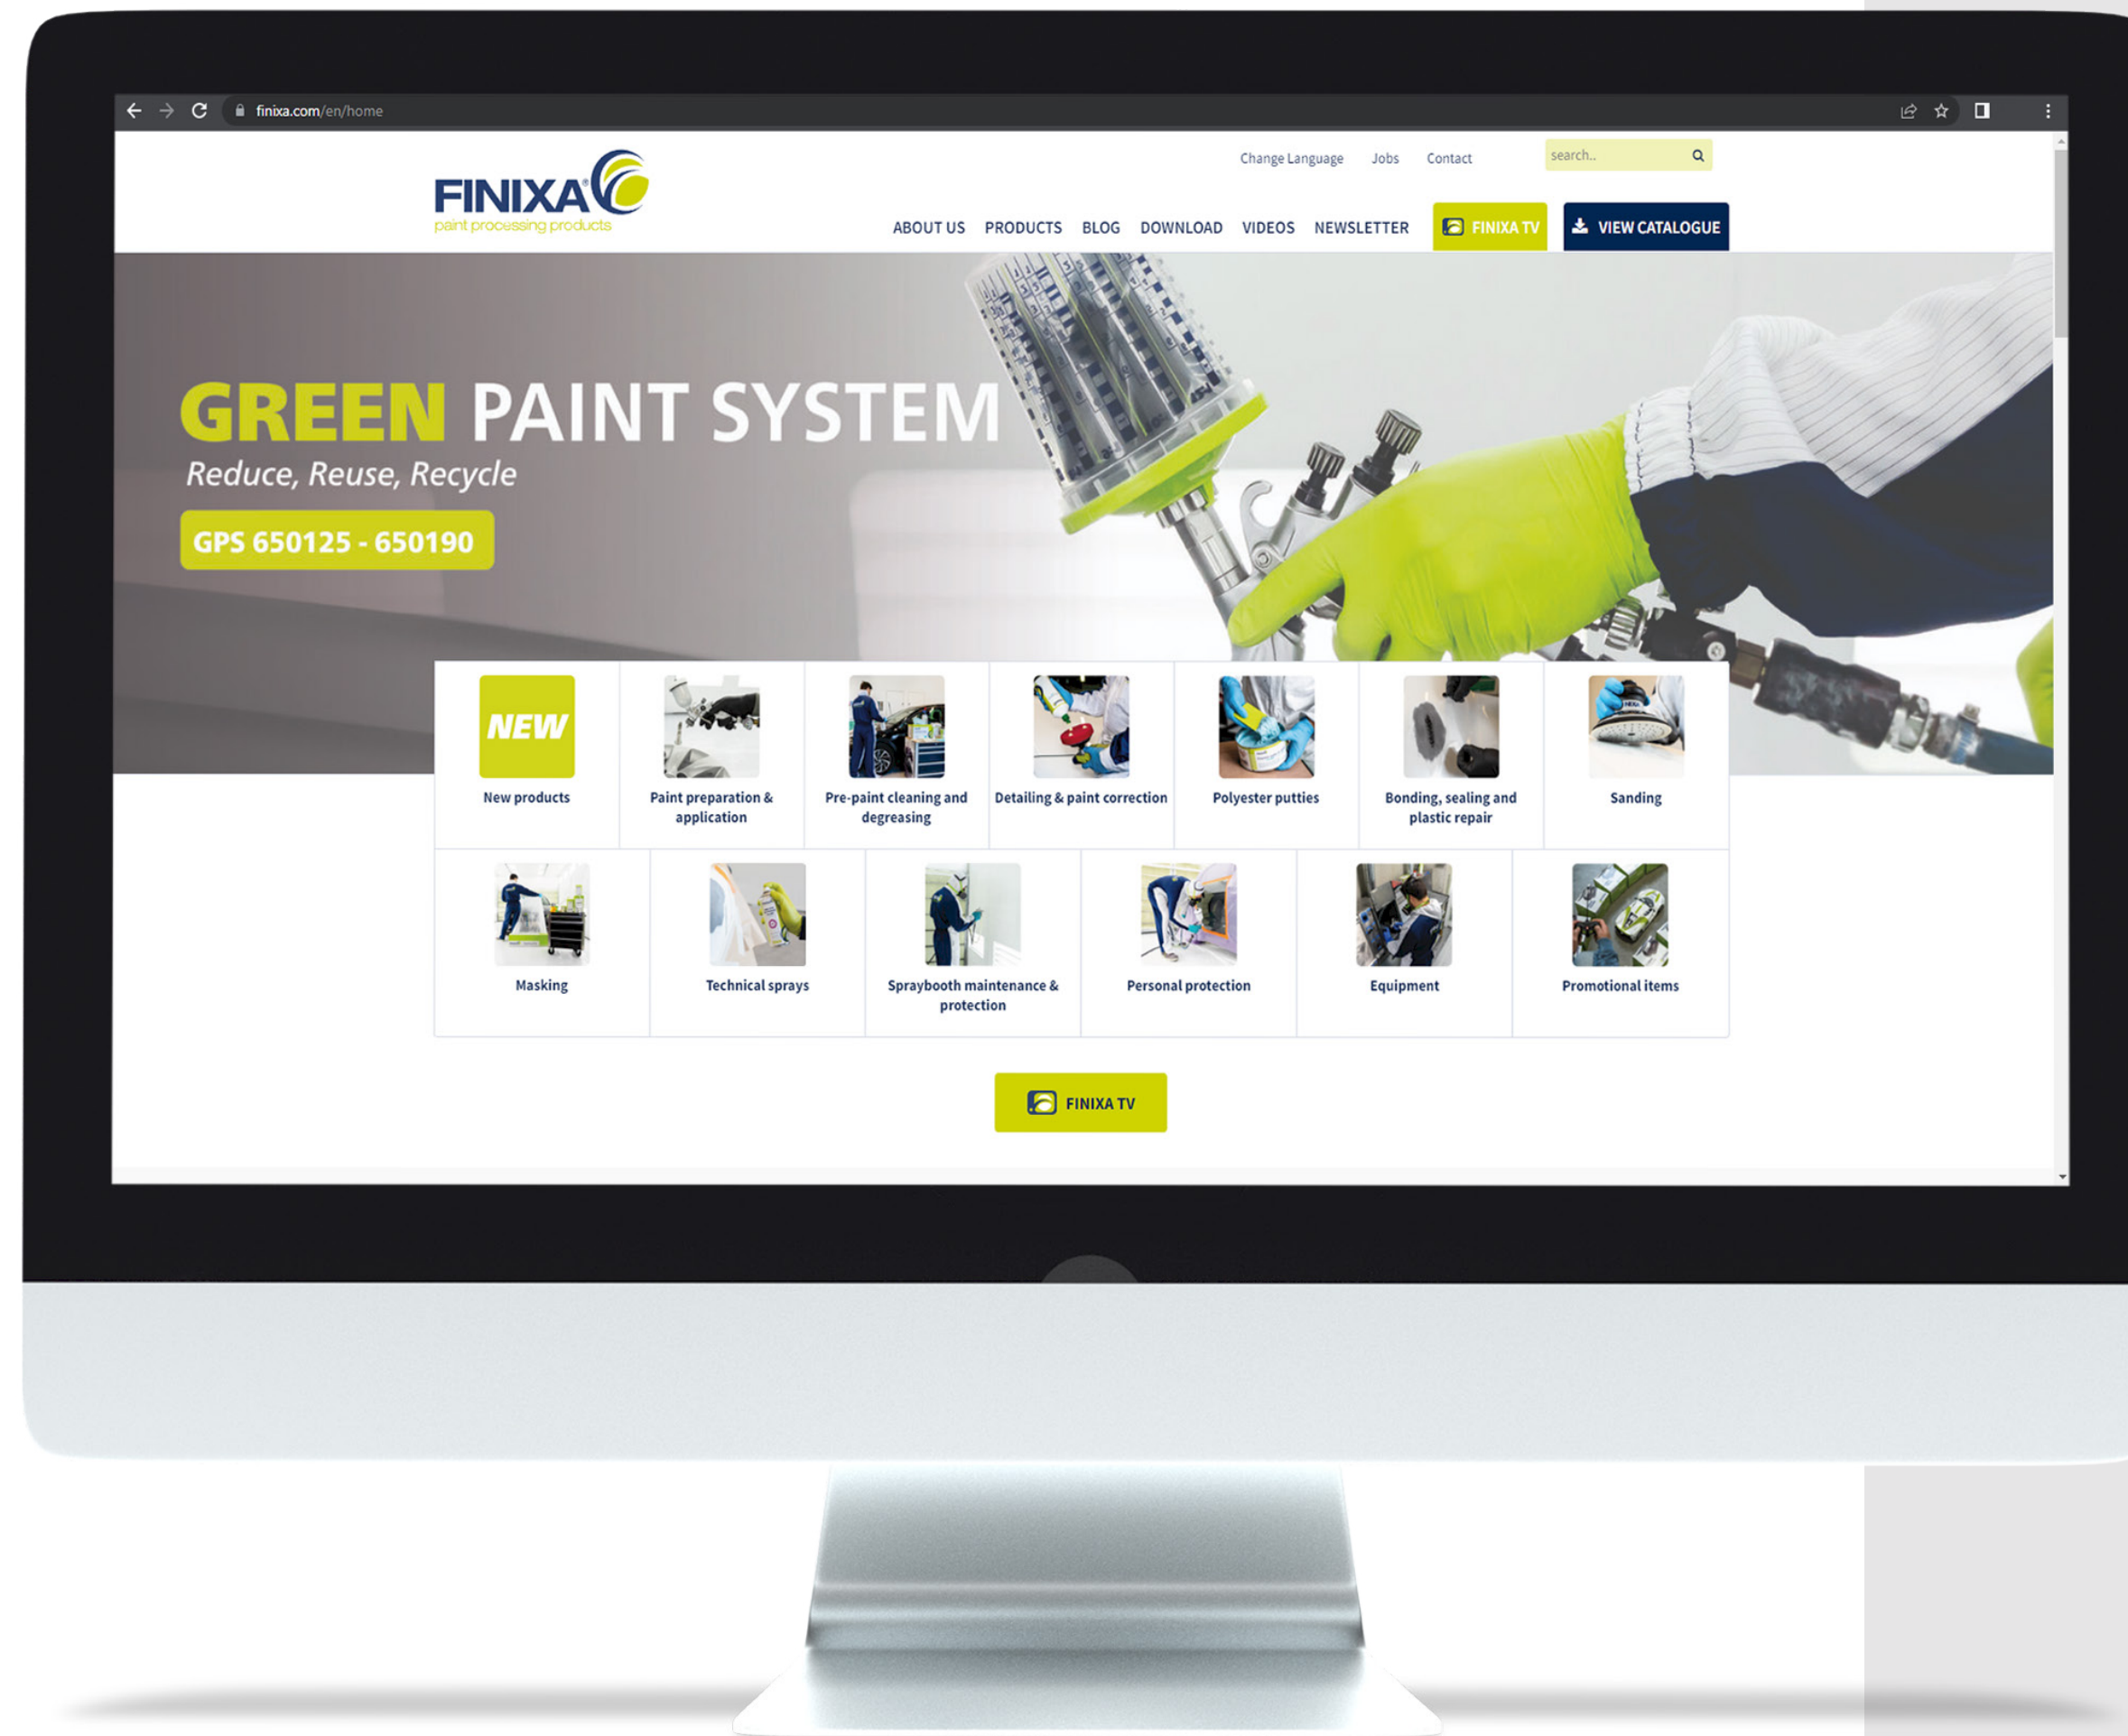 finixa.com/en/home
Change Language Jobs Contact search..
FINIXA®
paint processing products
ABOUT US PRODUCTS BLOG DOWNLOAD VIDEOS NEWSLETTER FINIXA TV VIEW CATALOGUE
GREEN PAINT SYSTEM
Reduce, Reuse, Recycle
GPS 650125 - 650190
NEW
New products
Paint preparation &
application
Pre-paint cleaning and
degreasing
Detailing & paint correction
Polyester putties
Bonding, sealing and
plastic repair
Sanding
Masking
Technical sprays
Spraybooth maintenance &
protection
Personal protection
Equipment
Promotional items
FINIXA TV